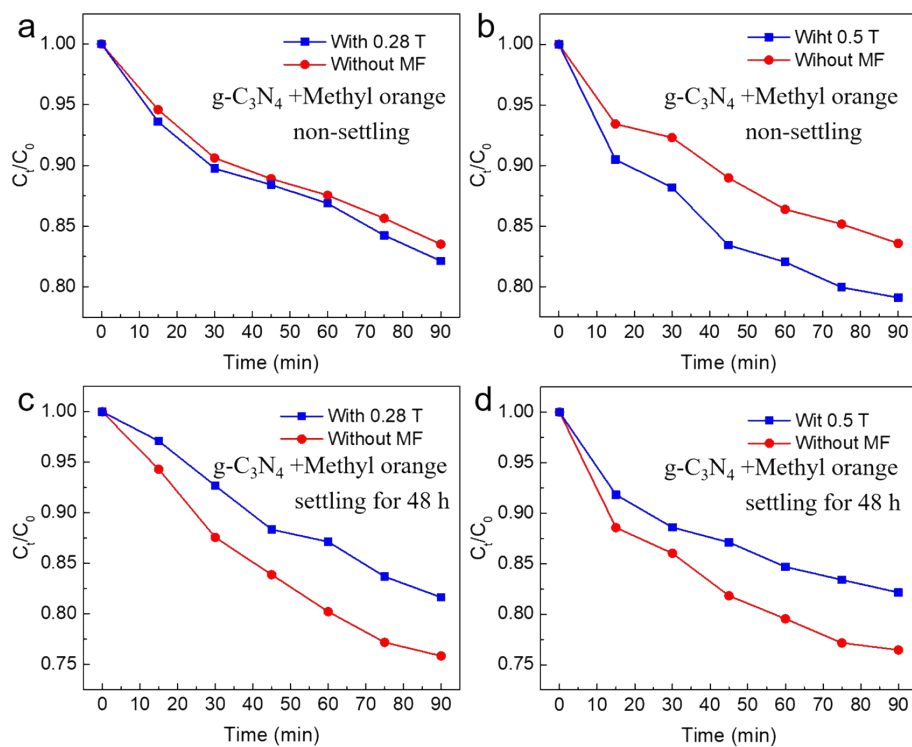 a
With 0.28 T
Without MF
g-C₃N₄ +Methyl orange
non-settling
1.00
0.95
0.90
0.85
0.80
Cₜ/C₀
0 10 20 30 40 50 60 70 80 90
Time (min)
b
Wiht 0.5 T
Without MF
g-C₃N₄ +Methyl orange
non-settling
1.00
0.95
0.90
0.85
0.80
Cₜ/C₀
0 10 20 30 40 50 60 70 80 90
Time (min)
c
With 0.28 T
Without MF
g-C₃N₄ +Methyl orange
settling for 48 h
1.00
0.95
0.90
0.85
0.80
0.75
Cₜ/C₀
0 10 20 30 40 50 60 70 80 90
Time (min)
d
Wit 0.5 T
Without MF
g-C₃N₄ +Methyl orange
settling for 48 h
1.00
0.95
0.90
0.85
0.80
0.75
Cₜ/C₀
0 10 20 30 40 50 60 70 80 90
Time (min)